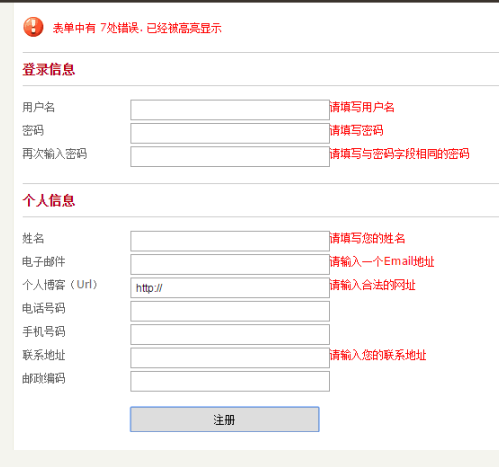 表单中有 7处错误，已经被高亮显示
登录信息
用户名 请填写用户名
密码 请填写密码
再次输入密码 请填写与密码字段相同的密码
个人信息
姓名 请填写您的姓名
电子邮件 请输入一个Email地址
个人博客（Url） http:// 请输入合法的网址
电话号码
手机号码
联系地址 请输入您的联系地址
邮政编码
注册